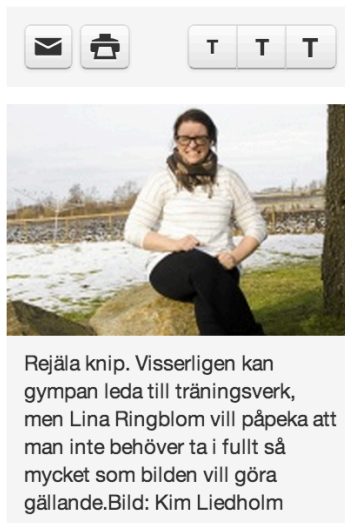 T T T
Rejäla knip. Visserligen kan
gympan leda till träningsverk,
men Lina Ringblom vill påpeka att
man inte behöver ta i fullt så
mycket som bilden vill göra
gällande.Bild: Kim Liedholm